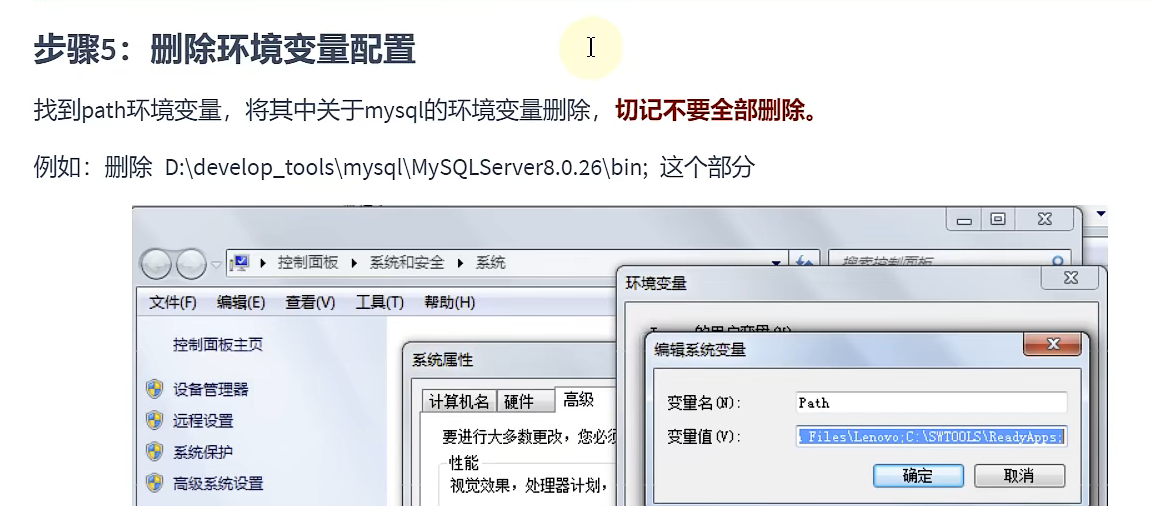 步骤5：删除环境变量配置
找到path环境变量，将其中关于mysql的环境变量删除，切记不要全部删除。
例如：删除 D:\develop_tools\mysql\MySQLServer8.0.26\bin; 这个部分
控制面板 系统和安全 系统
搜索控制面板
环境变量
文件(F) 编辑(E) 查看(V) 工具(T) 帮助(H)
的用户变量(U)
控制面板主页
编辑系统变量
系统属性
设备管理器
计算机名 硬件 高级
变量名(N)： Path
远程设置
要进行大多数更改，您必须
变量值(V)： Files\Lenovo;C:\SWTOOLS\ReadyApps;
系统保护
性能
确定 取消
高级系统设置
视觉效果，处理器计划，